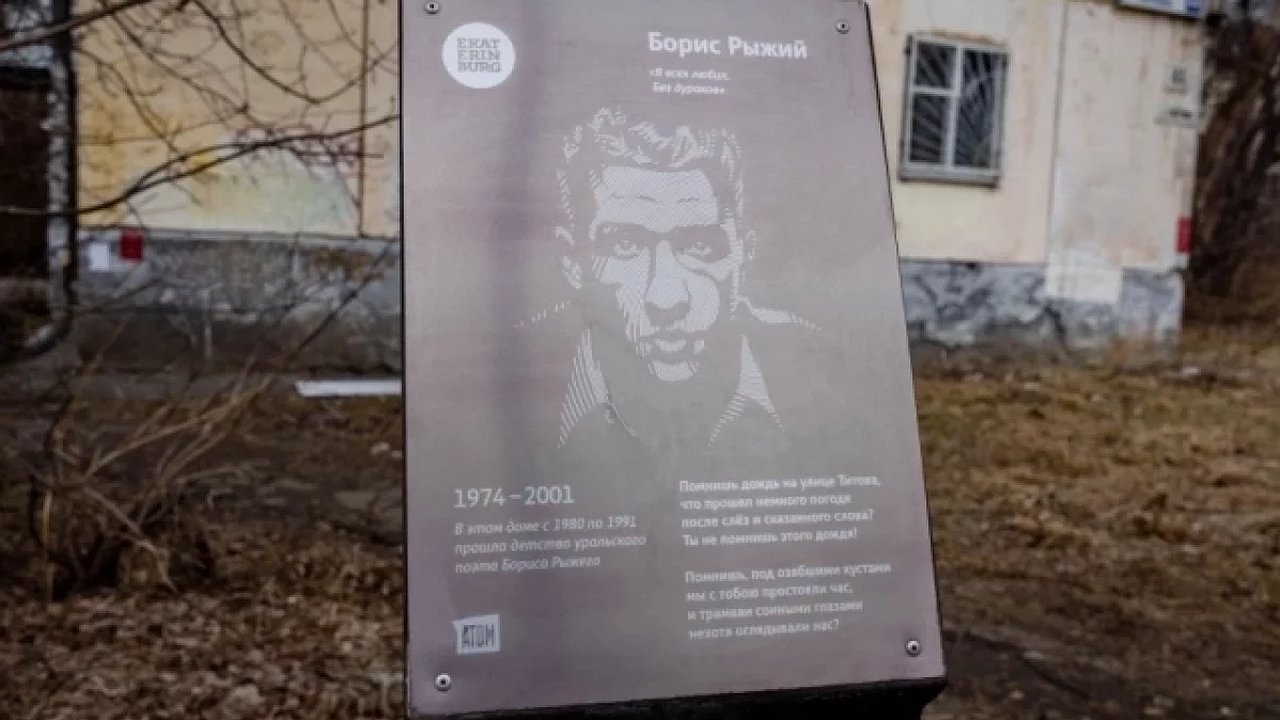 EKAT
ERIN
BURG
Борис Рыжий
«Я всех любил.
Без дураков»
1974–2001
В этом доме с 1980 по 1991
прошло детство уральского
поэта Бориса Рыжего
АТОМ
Помнишь дождь на улице Титова,
что прошел немного погодя
после слёз и сказанного слова?
Ты не помнишь этого дождя!
Помнишь, под озябшими кустами
мы с тобою простояли час,
и трамваи сонными глазами
нехотя оглядывали нас?